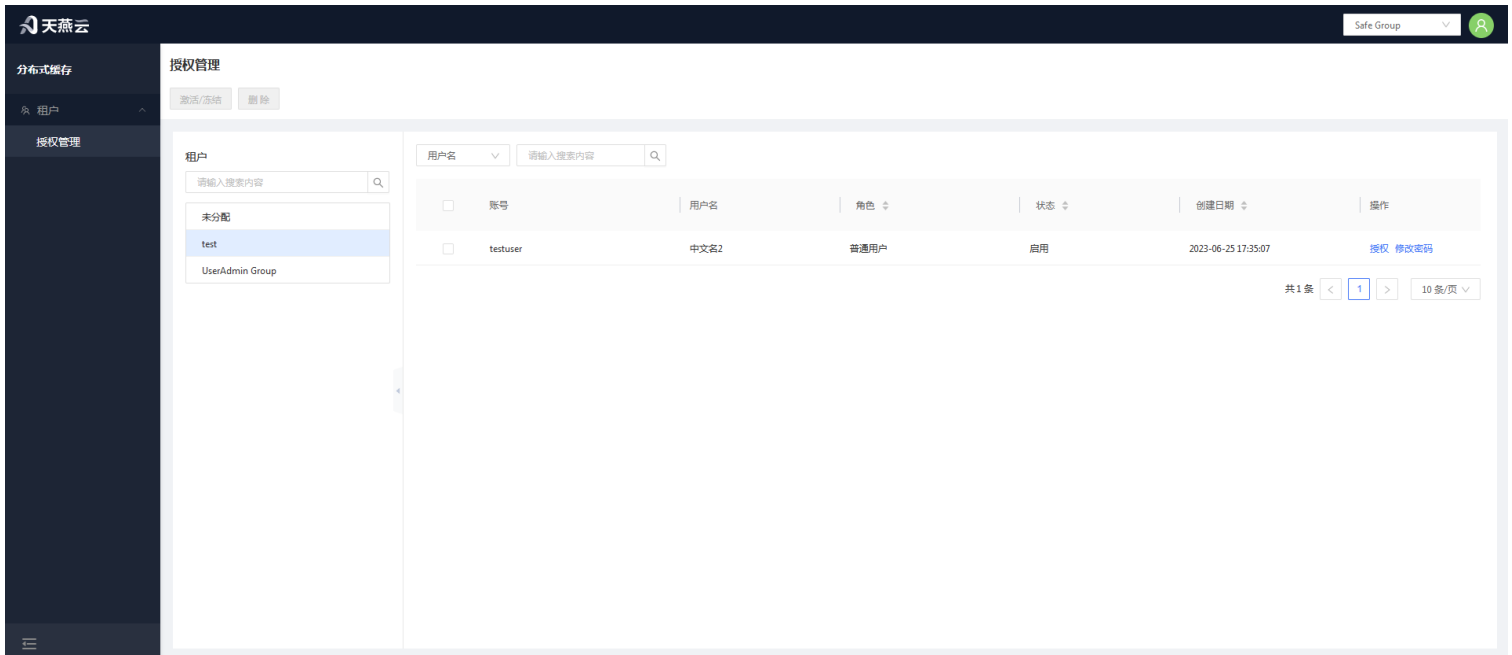 天燕云
Safe Group
分布式缓存
租户
授权管理
授权管理
激活/冻结 删 除
租户
请输入搜索内容
未分配
test
UserAdmin Group
用户名 请输入搜索内容
账号 用户名 角色 状态 创建日期 操作
testuser 中文名2 普通用户 启用 2023-06-25 17:35:07 授权 修改密码
共1条 < 1 > 10 条/页